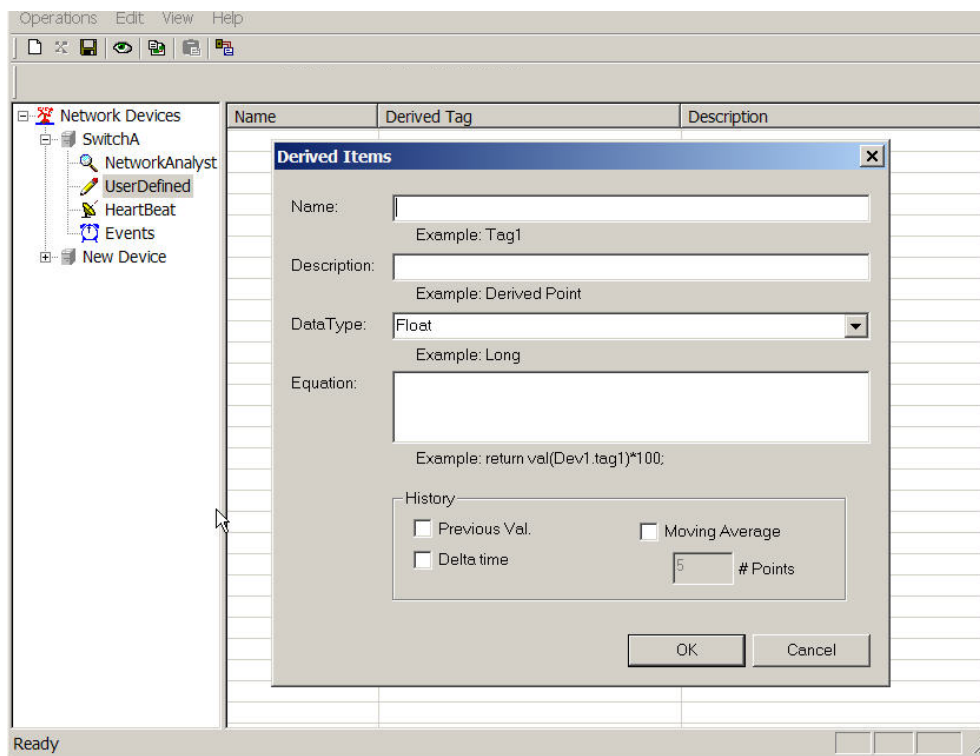 Operations Edit View Help
Network Devices
SwitchA
NetworkAnalyst
UserDefined
HeartBeat
Events
New Device
Name Derived Tag Description
Derived Items
Name:
Example: Tag1
Description:
Example: Derived Point
DataType: Float
Example: Long
Equation:
Example: return val(Dev1.tag1)*100;
History
Previous Val. Moving Average
Delta time 5 # Points
OK Cancel
Ready